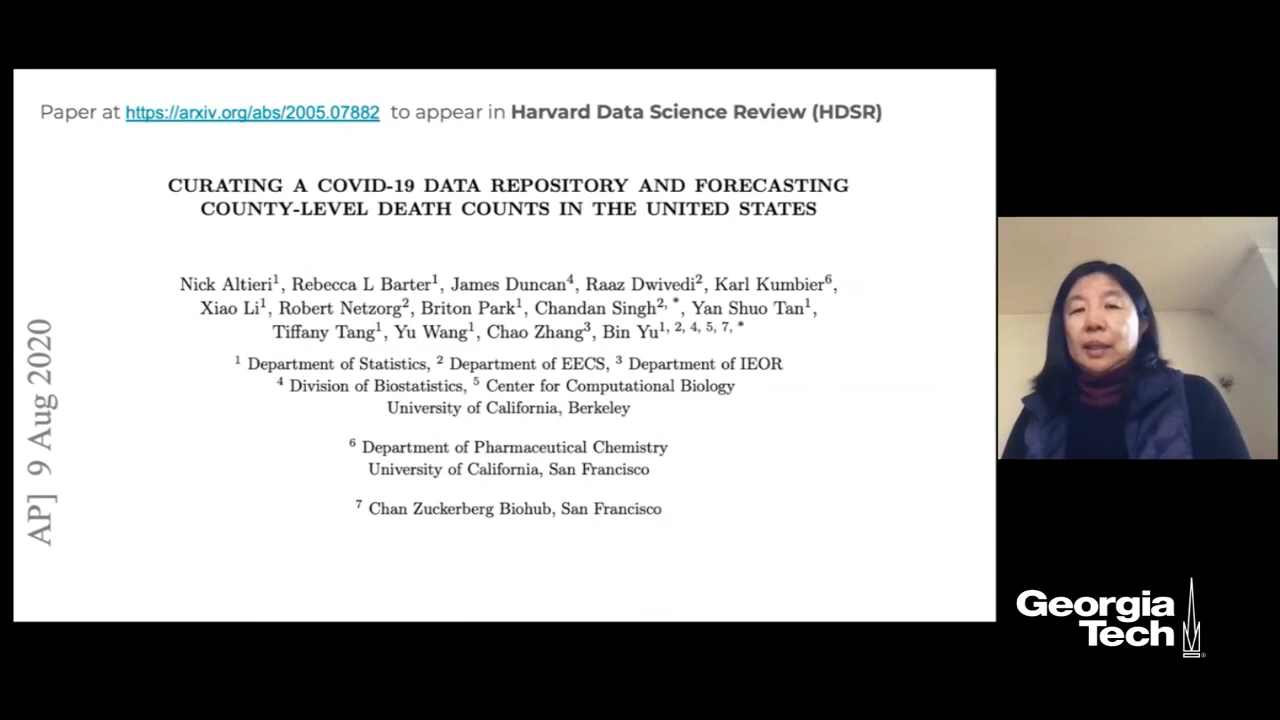 Paper at https://arxiv.org/abs/2005.07882 to appear in Harvard Data Science Review (HDSR)
CURATING A COVID-19 DATA REPOSITORY AND FORECASTING
COUNTY-LEVEL DEATH COUNTS IN THE UNITED STATES
Nick Altieri1, Rebecca L Barter1, James Duncan4, Raaz Dwivedi2, Karl Kumbier6,
Xiao Li1, Robert Netzorg2, Briton Park1, Chandan Singh2, *, Yan Shuo Tan1,
Tiffany Tang1, Yu Wang1, Chao Zhang3, Bin Yu1, 2, 4, 5, 7, *
1 Department of Statistics, 2 Department of EECS, 3 Department of IEOR
4 Division of Biostatistics, 5 Center for Computational Biology
University of California, Berkeley
6 Department of Pharmaceutical Chemistry
University of California, San Francisco
7 Chan Zuckerberg Biohub, San Francisco
AP] 9 Aug 2020
Georgia
Tech